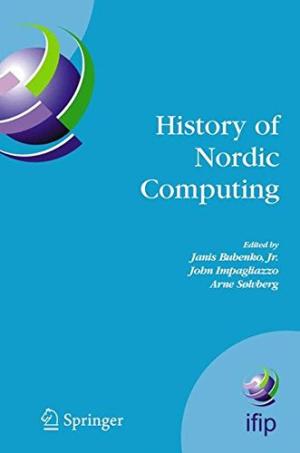 History of
Nordic
Computing
Edited by
Janis Bubenko, Jr.
John Impagliazzo
Arne Sølvberg
Springer
ifip